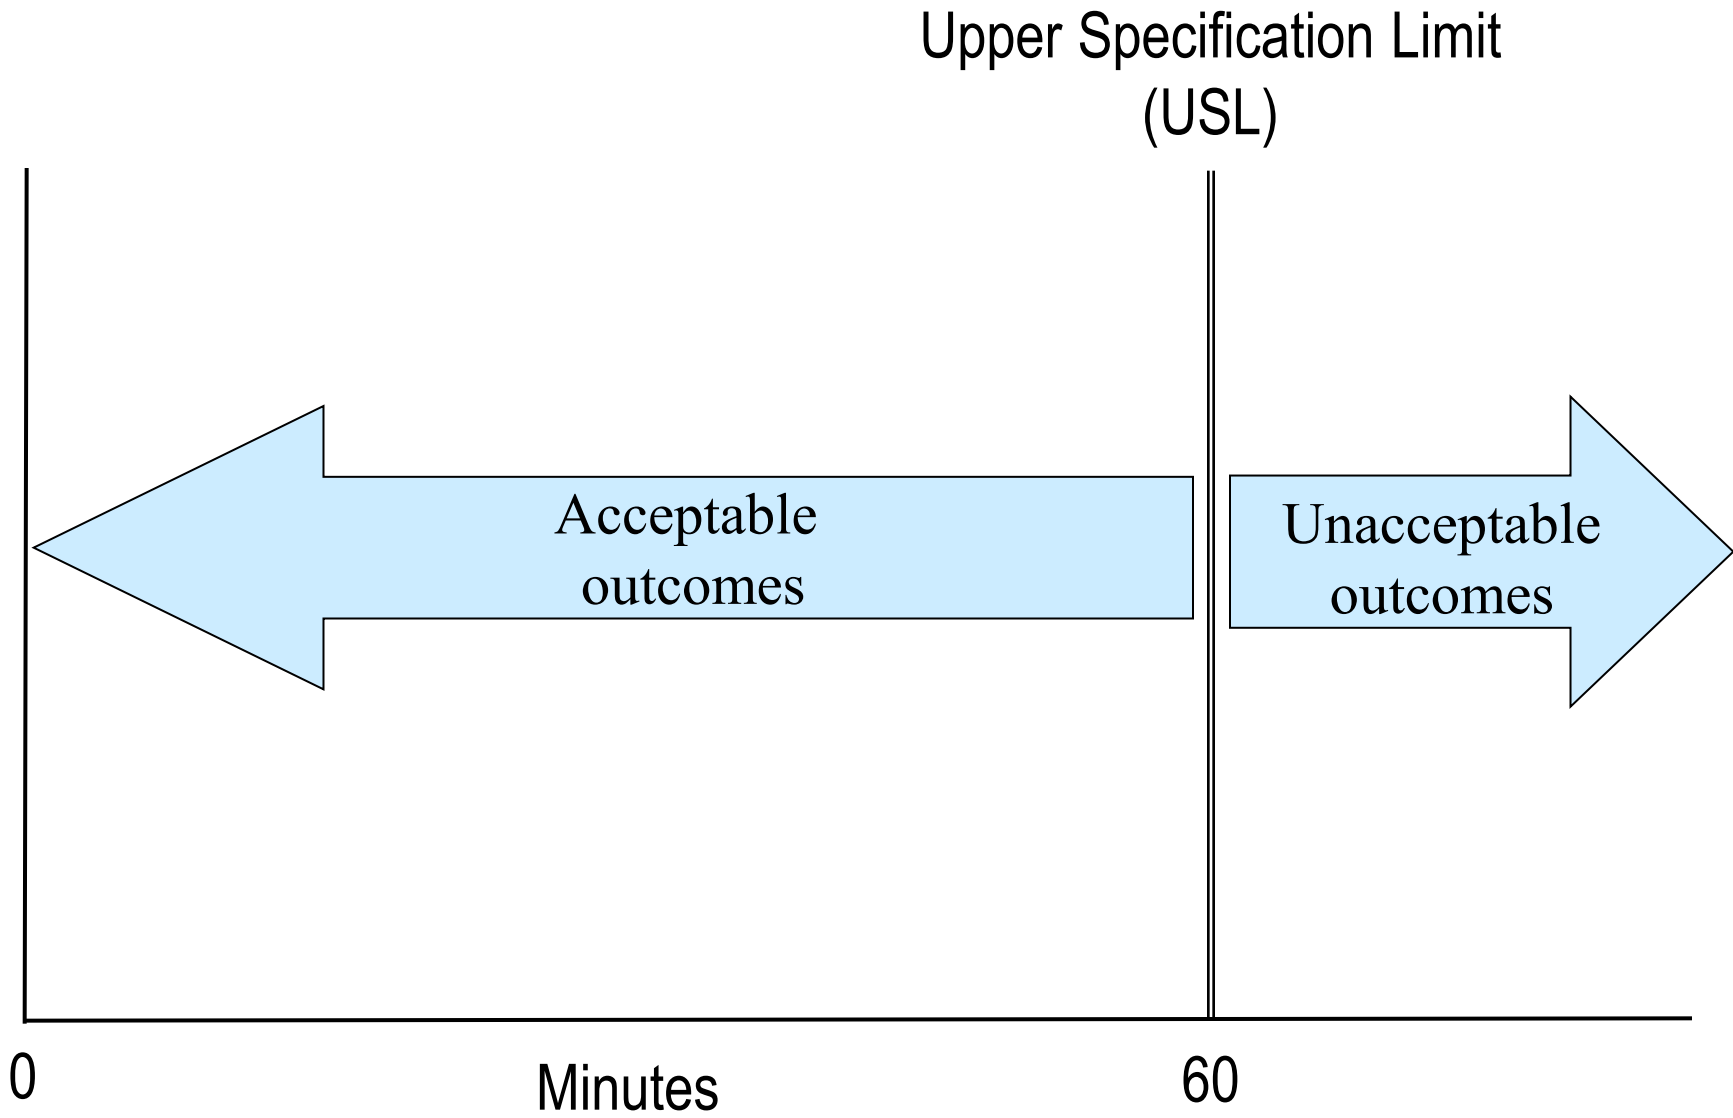 Upper Specification Limit
(USL)
Acceptable
outcomes
Unacceptable
outcomes
0
Minutes
60